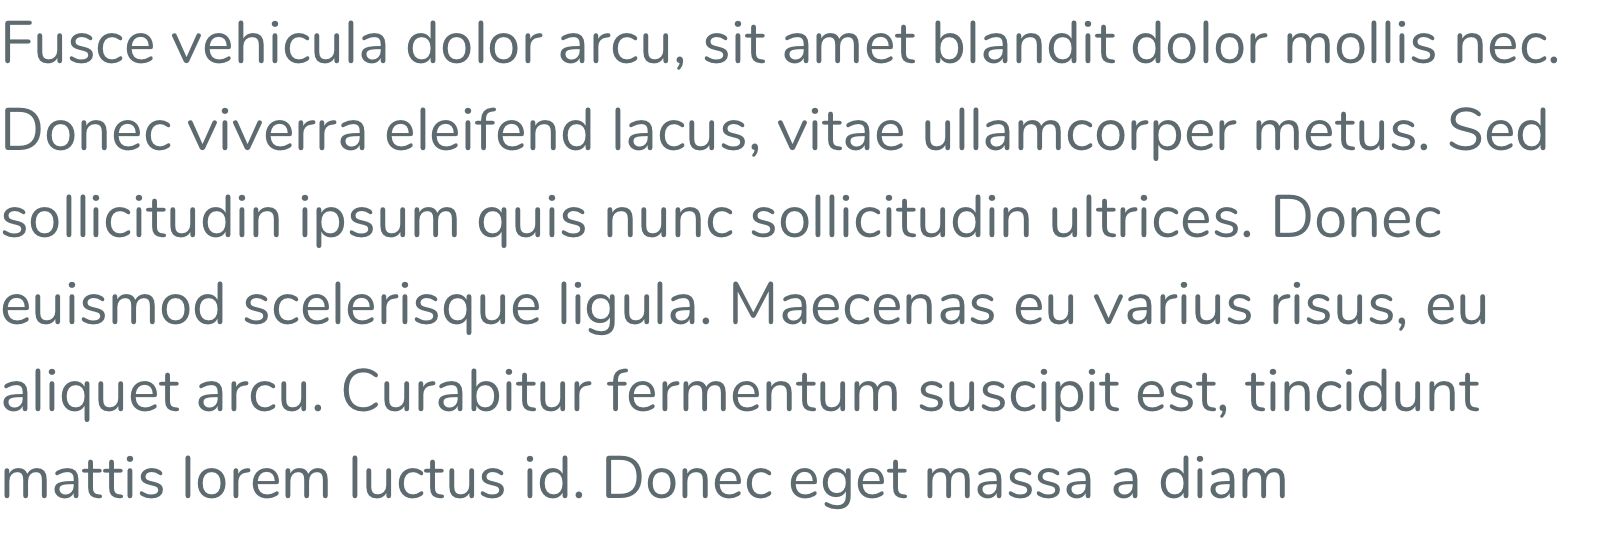 Fusce vehicula dolor arcu, sit amet blandit dolor mollis nec.
Donec viverra eleifend lacus, vitae ullamcorper metus. Sed
sollicitudin ipsum quis nunc sollicitudin ultrices. Donec
euismod scelerisque ligula. Maecenas eu varius risus, eu
aliquet arcu. Curabitur fermentum suscipit est, tincidunt
mattis lorem luctus id. Donec eget massa a diam